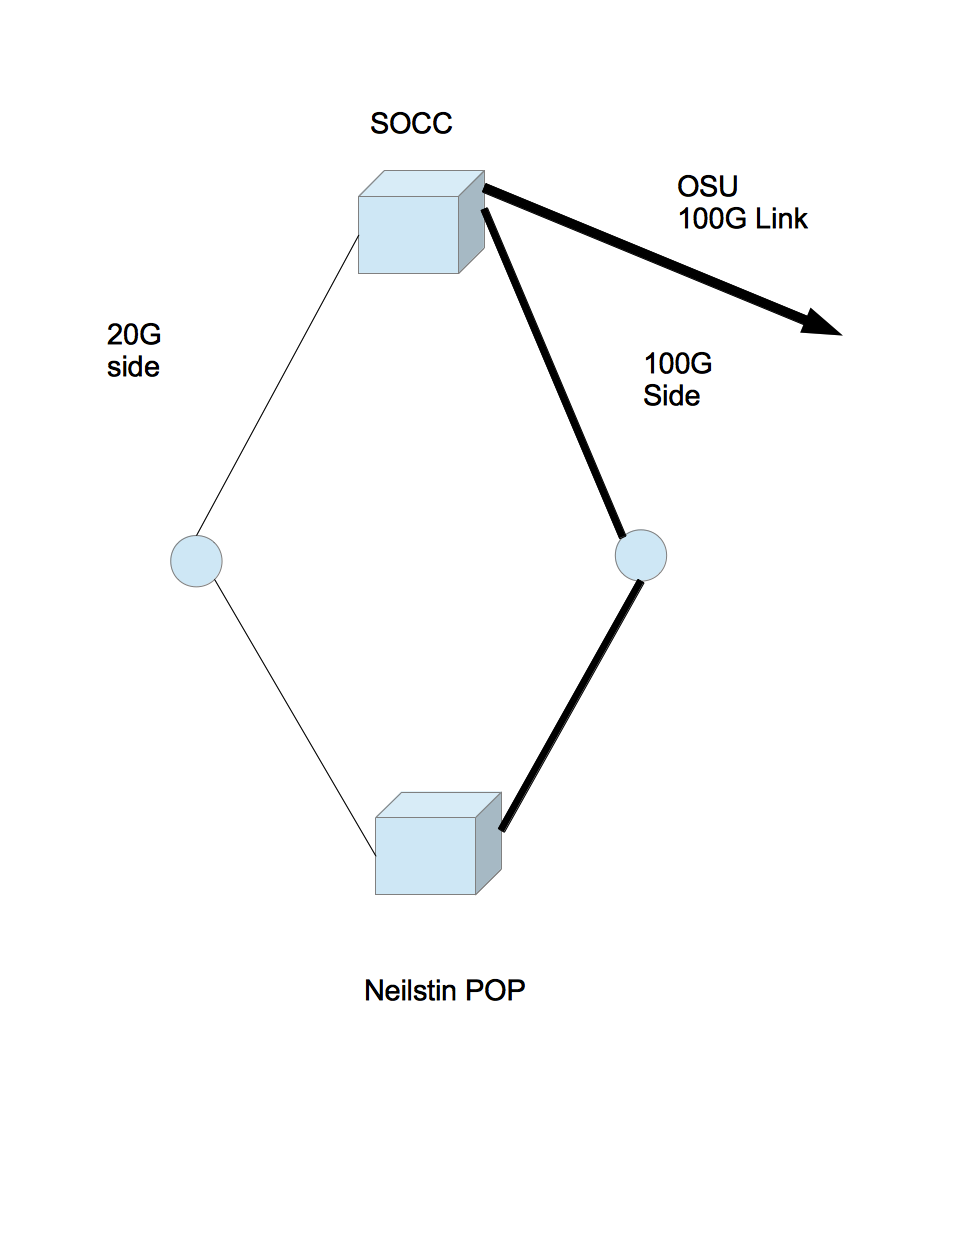 SOCC
OSU
100G Link
20G
side
100G
Side
Neilstin POP